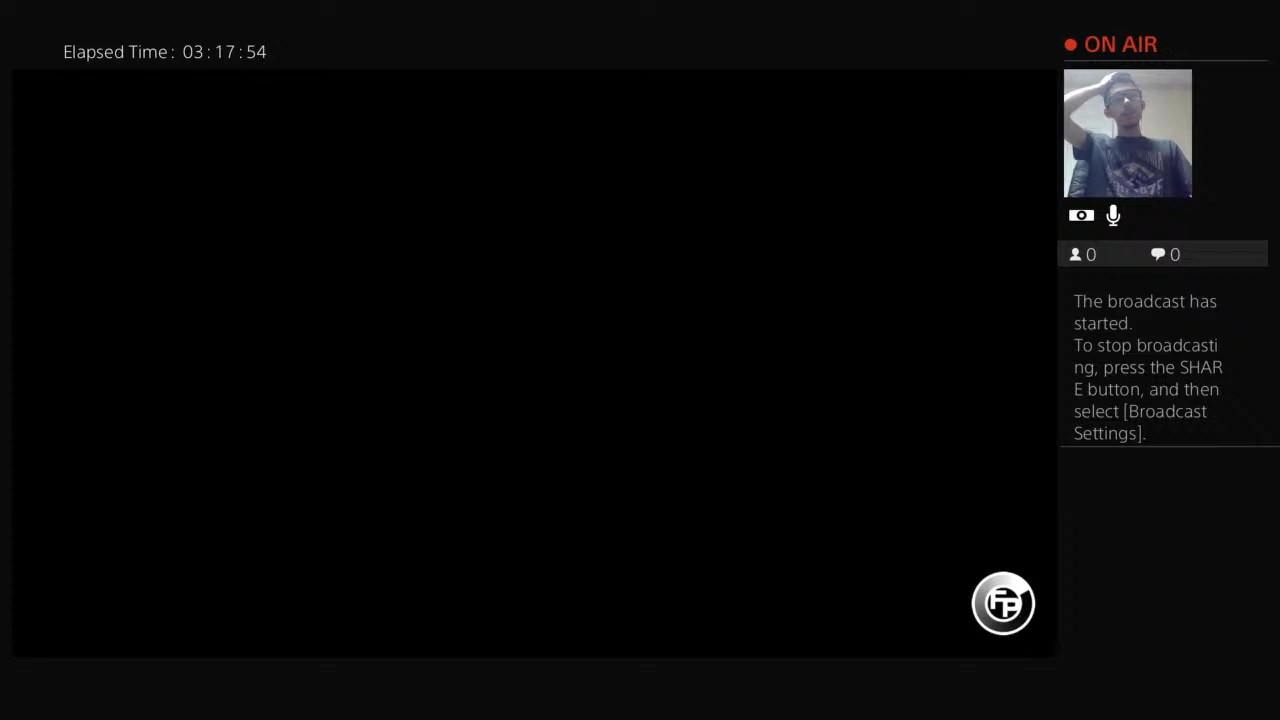 Elapsed Time: 03:17:54
ON AIR
0
0
The broadcast has
started.
To stop broadcasti
ng, press the SHAR
E button, and then
select [Broadcast
Settings].
FP